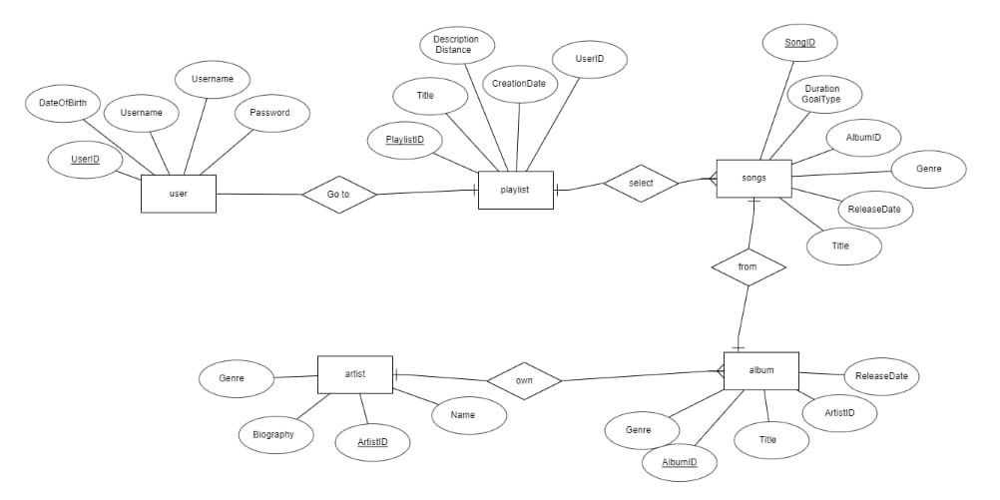 SongID
Description
Distance
UserID
Username
CreationDate
Duration
GoalType
Title
DateOfBirth
Username
Password
PlaylistID
AlbumID
UserID
Genre
user
Go to
playlist
select
songs
ReleaseDate
Title
from
artist
own
album
ReleaseDate
Genre
Name
ArtistID
Biography
ArtistID
Genre
Title
AlbumID